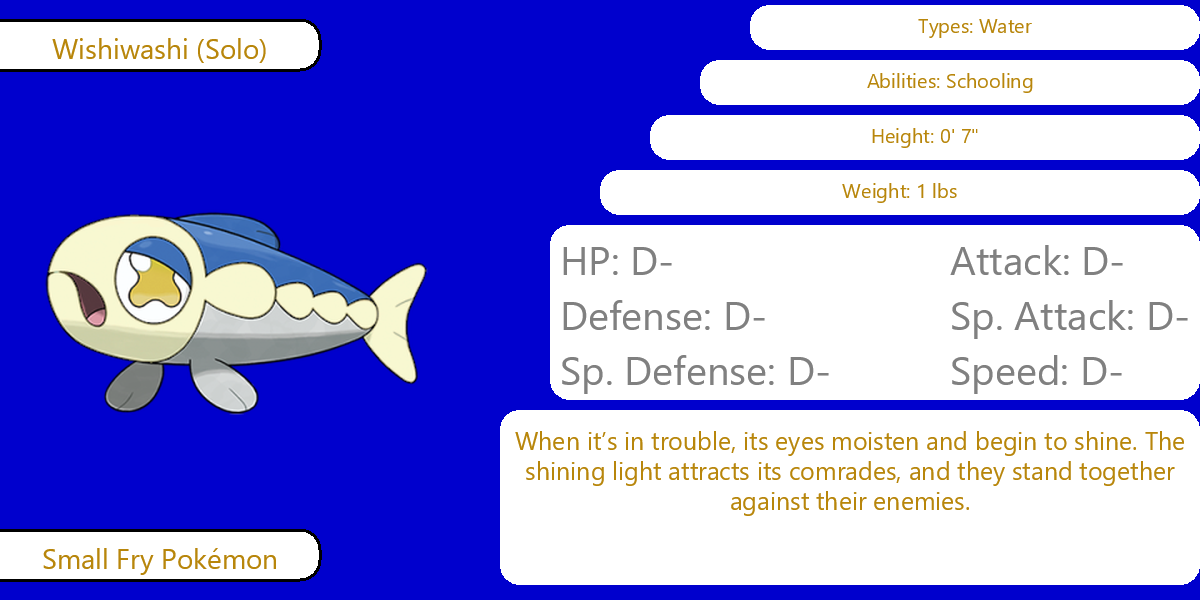 Wishiwashi (Solo)
Types: Water
Abilities: Schooling
Height: 0' 7"
Weight: 1 lbs
HP: D-
Attack: D-
Defense: D-
Sp. Attack: D-
Sp. Defense: D-
Speed: D-
When it’s in trouble, its eyes moisten and begin to shine. The
shining light attracts its comrades, and they stand together
against their enemies.
Small Fry Pokémon